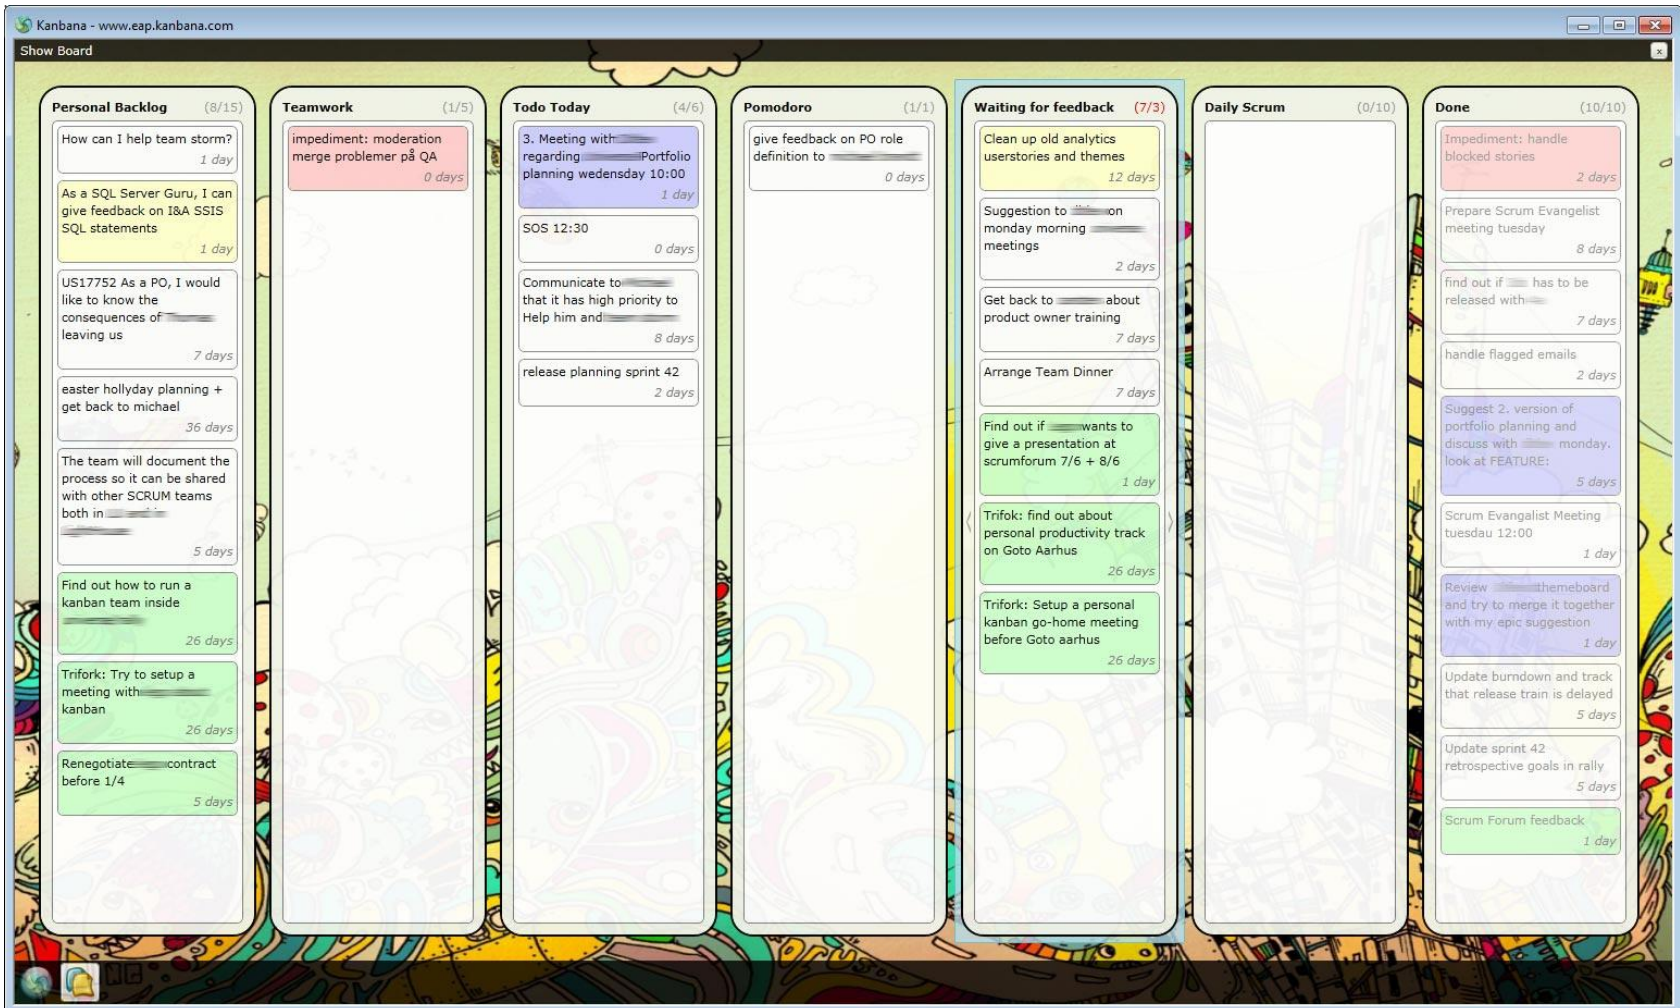 Kanbana - www.eap.kanbana.com
Show Board
Personal Backlog (8/15)
How can I help team storm?
1 day
As a SQL Server Guru, I can
give feedback on I&A SSIS
SQL statements
1 day
US17752 As a PO, I would
like to know the
consequences of
leaving us
7 days
easter hollyday planning +
get back to michael
36 days
The team will document the
process so it can be shared
with other SCRUM teams
both in
5 days
Find out how to run a
kanban team inside
26 days
Trifork: Try to setup a
meeting with
kanban
26 days
Renegotiate contract
before 1/4
5 days
Teamwork (1/5)
impediment: moderation
merge problemer på QA
0 days
Todo Today (4/6)
3. Meeting with
regarding Portfolio
planning wedensday 10:00
1 day
SOS 12:30
0 days
Communicate to
that it has high priority to
Help him and
8 days
release planning sprint 42
2 days
Pomodoro (1/1)
give feedback on PO role
definition to
0 days
Waiting for feedback (7/3)
Clean up old analytics
userstories and themes
12 days
Suggestion to on
monday morning
meetings
2 days
Get back to about
product owner training
7 days
Arrange Team Dinner
7 days
Find out if wants to
give a presentation at
scrumforum 7/6 + 8/6
1 day
Trifok: find out about
personal productivity track
on Goto Aarhus
26 days
Trifork: Setup a personal
kanban go-home meeting
before Goto aarhus
26 days
Daily Scrum (0/10)
Done (10/10)
Impediment: handle
blocked stories
2 days
Prepare Scrum Evangelist
meeting tuesday
8 days
find out if has to be
released with
7 days
handle flagged emails
2 days
Suggest 2. version of
portfolio planning and
discuss with monday.
look at FEATURE:
5 days
Scrum Evangalist Meeting
tuesdau 12:00
1 day
Review themeboard
and try to merge it together
with my epic suggestion
1 day
Update burndown and track
that release train is delayed
5 days
Update sprint 42
retrospective goals in rally
5 days
Scrum Forum feedback
1 day